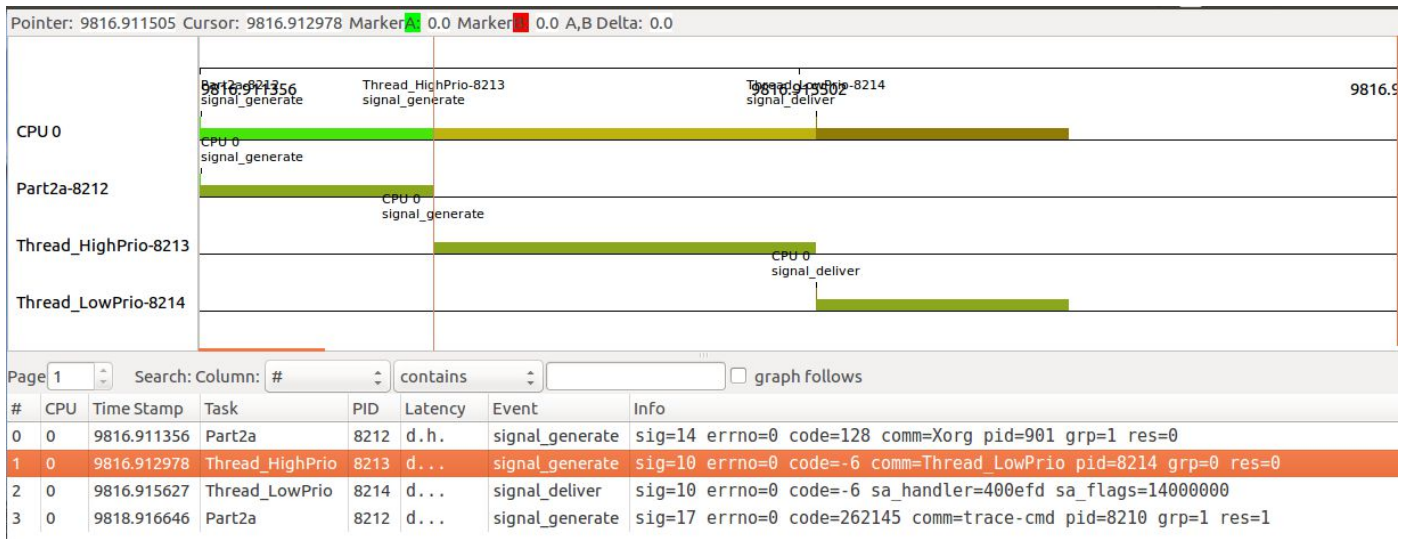 Pointer: 9816.911505 Cursor: 9816.912978 MarkerA: 0.0 Marker 0.0 A,B Delta: 0.0
9816.911356 Thread_HighPrio-8213 9816.915502 9816.9
signal_generate signal_generate signal_deliver
CPU 0
CPU 0
signal_generate
Part2a-8212
CPU 0
signal_generate
Thread_HighPrio-8213
CPU 0
signal_deliver
Thread_LowPrio-8214
Page 1 Search: Column: # contains graph follows
# CPU Time Stamp Task PID Latency Event Info
0 0 9816.911356 Part2a 8212 d.h. signal_generate sig=14 errno=0 code=128 comm=Xorg pid=901 grp=1 res=0
1 0 9816.912978 Thread_HighPrio 8213 d... signal_generate sig=10 errno=0 code=-6 comm=Thread_LowPrio pid=8214 grp=0 res=0
2 0 9816.915627 Thread_LowPrio 8214 d... signal_deliver sig=10 errno=0 code=-6 sa_handler=400efd sa_flags=14000000
3 0 9818.916646 Part2a 8212 d... signal_generate sig=17 errno=0 code=262145 comm=trace-cmd pid=8210 grp=1 res=1